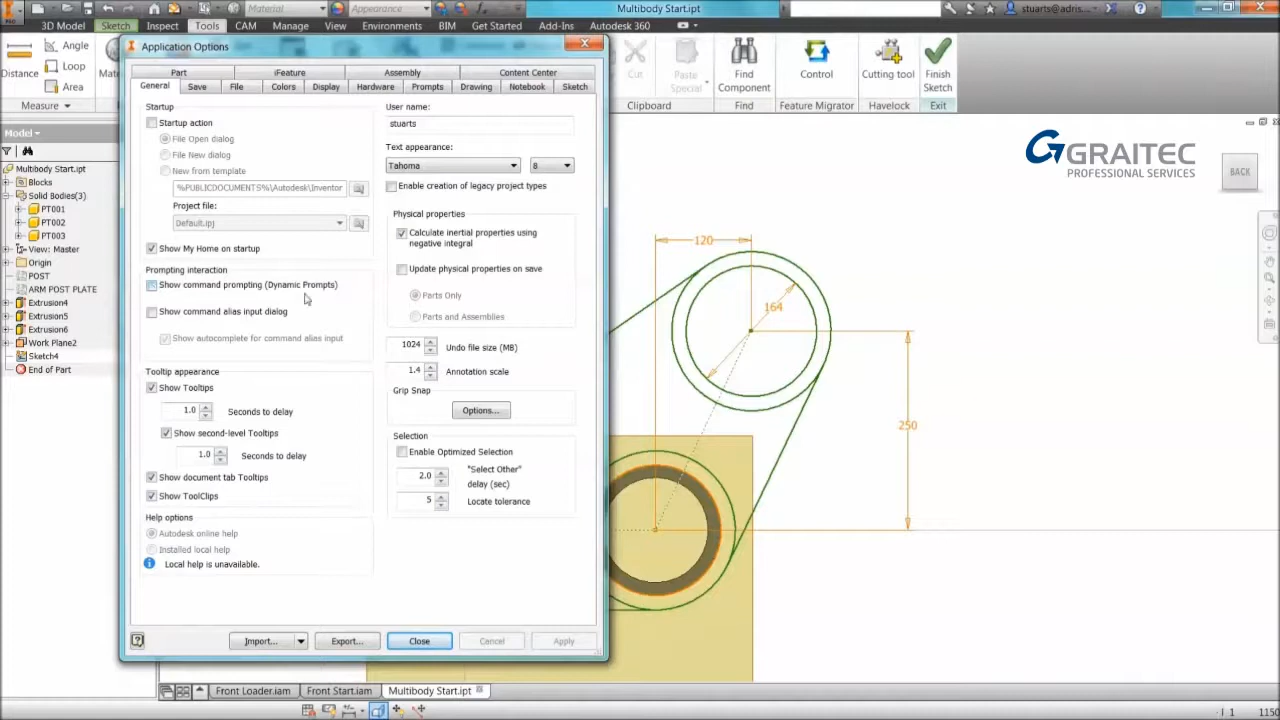 Material
Appearance
Multibody Start.ipt
stuarts@adris...
3D Model
Sketch
Inspect
Tools
CAM
Manage
View
Environments
BIM
Get Started
Add-Ins
Autodesk 360
Distance
Angle
Loop
Area
Measure
Cut
Paste
Special
Clipboard
Find
Component
Find
Control
Feature Migrator
Cutting tool
Havelock
Finish
Sketch
Exit
Model
Multibody Start.ipt
Blocks
Solid Bodies(3)
PT001
PT002
PT003
View: Master
Origin
POST
ARM POST PLATE
Extrusion4
Extrusion5
Extrusion6
Work Plane2
Sketch4
End of Part
Application Options
Part
iFeature
Assembly
Content Center
General
Save
File
Colors
Display
Hardware
Prompts
Drawing
Notebook
Sketch
Startup
Startup action
File Open dialog
File New dialog
New from template
%PUBLICDOCUMENTS%\Autodesk\Inventor
Project file:
Default.ipj
Show My Home on startup
Prompting interaction
Show command prompting (Dynamic Prompts)
Show command alias input dialog
Show autocomplete for command alias input
Tooltip appearance
Show Tooltips
1.0 Seconds to delay
Show second-level Tooltips
1.0 Seconds to delay
Show document tab Tooltips
Show ToolClips
Help options
Autodesk online help
Installed local help
Local help is unavailable.
User name:
stuarts
Text appearance:
Tahoma 8
Enable creation of legacy project types
Physical properties
Calculate inertial properties using
negative integral
Update physical properties on save
Parts Only
Parts and Assemblies
1024 Undo file size (MB)
1.4 Annotation scale
Grip Snap
Options...
Selection
Enable Optimized Selection
2.0 "Select Other"
delay (sec)
5 Locate tolerance
Import...
Export...
Close
Cancel
Apply
GRAITEC
PROFESSIONAL SERVICES
BACK
120
164
250
Front Loader.iam
Front Start.iam
Multibody Start.ipt
1
1150